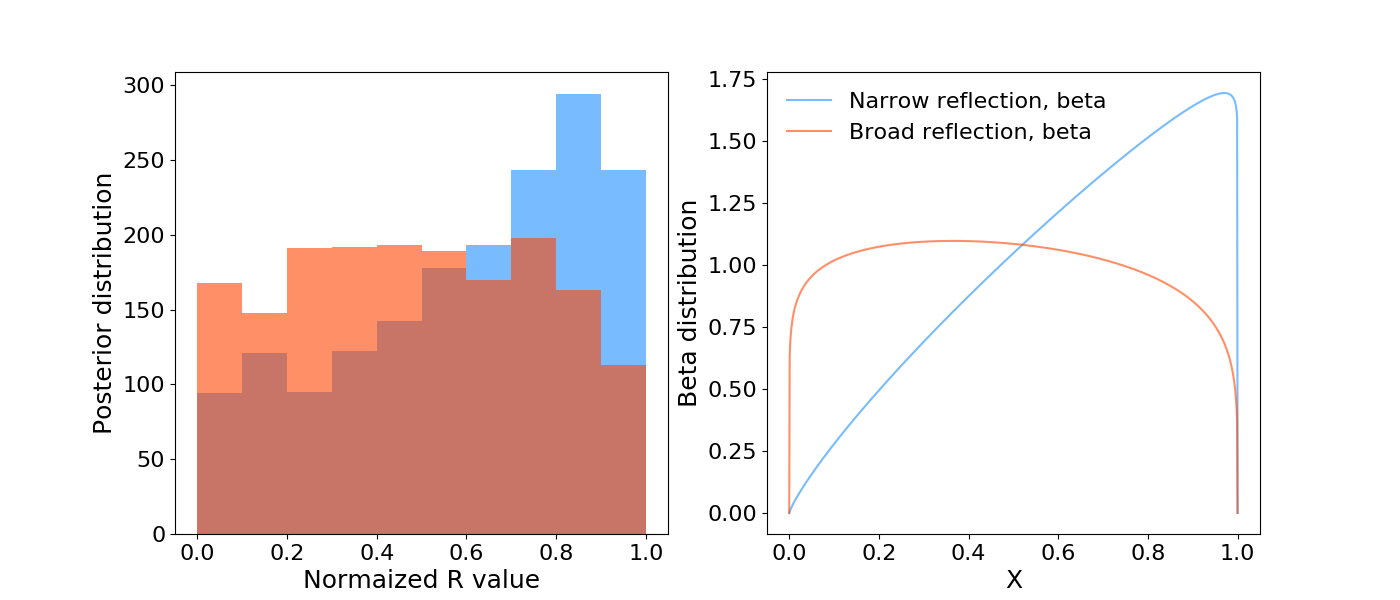 300
250
200
150
100
50
0
0.0 0.2 0.4 0.6 0.8 1.0
Normaized R value
Posterior distribution
1.75
1.50
1.25
1.00
0.75
0.50
0.25
0.00
0.0 0.2 0.4 0.6 0.8 1.0
X
Beta distribution
Narrow reflection, beta
Broad reflection, beta